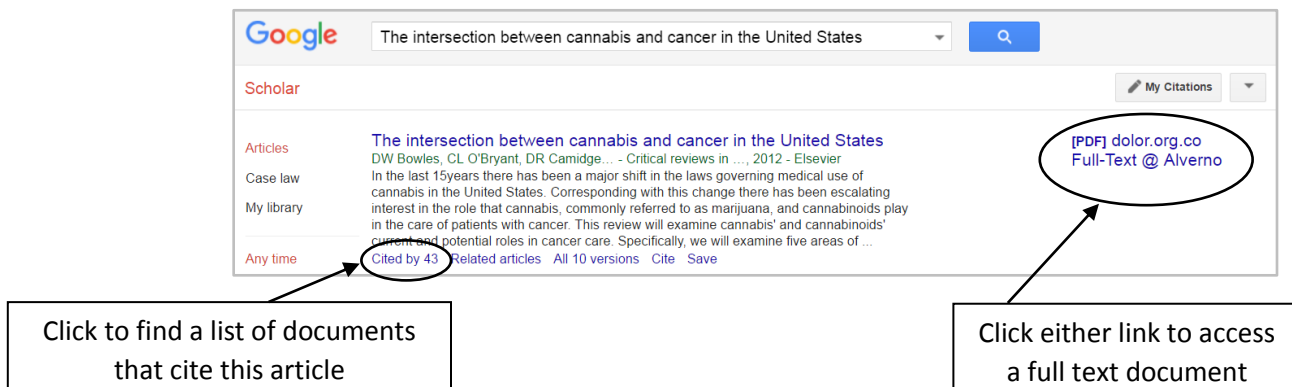 Google
The intersection between cannabis and cancer in the United States
Scholar
My Citations
Articles
Case law
My library
Any time
The intersection between cannabis and cancer in the United States
DW Bowles, CL O'Bryant, DR Camidge... - Critical reviews in ..., 2012 - Elsevier
In the last 15years there has been a major shift in the laws governing medical use of
cannabis in the United States. Corresponding with this change there has been escalating
interest in the role that cannabis, commonly referred to as marijuana, and cannabinoids play
in the care of patients with cancer. This review will examine cannabis' and cannabinoids'
current and potential roles in cancer care. Specifically, we will examine five areas of ...
Cited by 43 Related articles All 10 versions Cite Save
[PDF] dolor.org.co
Full-Text @ Alverno
Click to find a list of documents
that cite this article
Click either link to access
a full text document